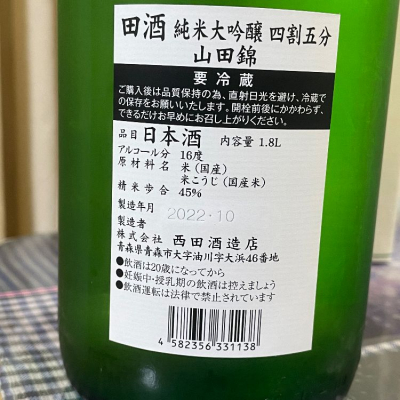 田酒 純米大吟醸 四割五分
山田錦
要冷蔵
ご購入後は品質保持の為、直射日光を避け、冷蔵で
の保存をお願いいたします。開栓前後にかかわらず、
できるだけお早めにお召し上がりください。
品目 日本酒 内容量 1.8L
アルコール分 16度
原材料名 米(国産)
米こうじ(国産米)
精米歩合 45%
製造年月 2022・10
製造者
株式会社 西田酒造店
青森県青森市大字油川字大浜46番地
●飲酒は20歳になってから
●妊娠中・授乳期の飲酒は控えましょう
●飲酒運転は法律で禁止されています
4 582356 331138